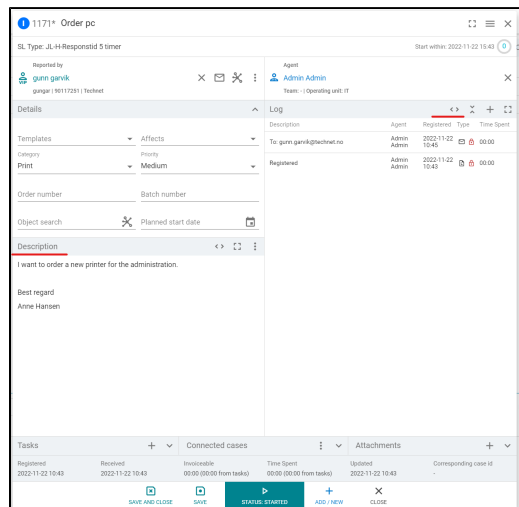 1171* Order pc
SL Type: JL-H-Responstid 5 timer
Start within: 2022-11-22 15:43 0
Reported by
VIP
gunn garvik
gungar | 90117251 | Technet
Agent
Admin Admin
Team: - | Operating unit: IT
Details
Templates
Affects
Category
Print
Priority
Medium
Order number
Batch number
Object search
Planned start date
Description
I want to order a new printer for the administration.
Best regard
Anne Hansen
Log
Description Agent Registered Type Time Spent
To: gunn.garvik@technet.no Admin Admin 2022-11-22 10:45 00:00
Registered Admin Admin 2022-11-22 10:43 00:00
Tasks
Connected cases
Attachments
Registered
2022-11-22 10:43
Received
2022-11-22 10:43
Invoiceable
00:00 (00:00 from tasks)
Time Spent
00:00 (00:00 from tasks)
Updated
2022-11-22 10:43
Corresponding case id
-
SAVE AND CLOSE
SAVE
STATUS: STARTED
ADD / NEW
CLOSE